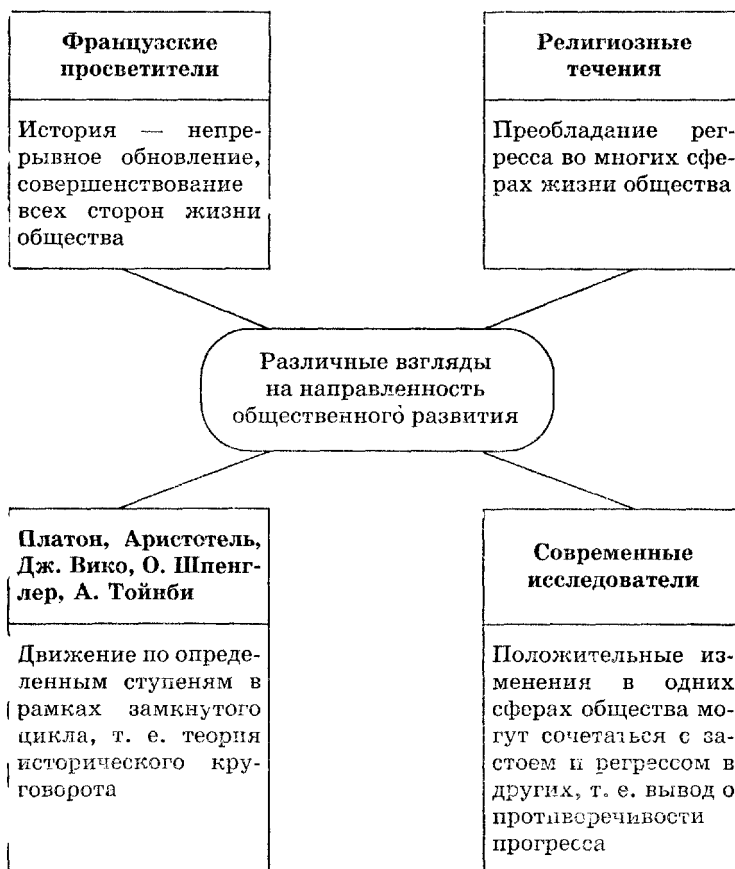 Французские
просветители
История — непре-
рывное обновление,
совершенствование
всех сторон жизни
общества
Религиозные
течения
Преобладание рег-
ресса во многих сфе-
рах жизни общества
Различные взгляды
на направленность
общественного развития
Платон, Аристотель,
Дж. Вико, О. Шпенг-
лер, А. Тойнби
Движение по опреде-
ленным ступеням в
рамках замкнутого
цикла, т. е. теория
исторического кру-
говорота
Современные
исследователи
Положительные из-
менения в одних
сферах общества мо-
гут сочетаться с за-
стоем и регрессом в
других, т. е. вывод о
противоречивости
прогресса